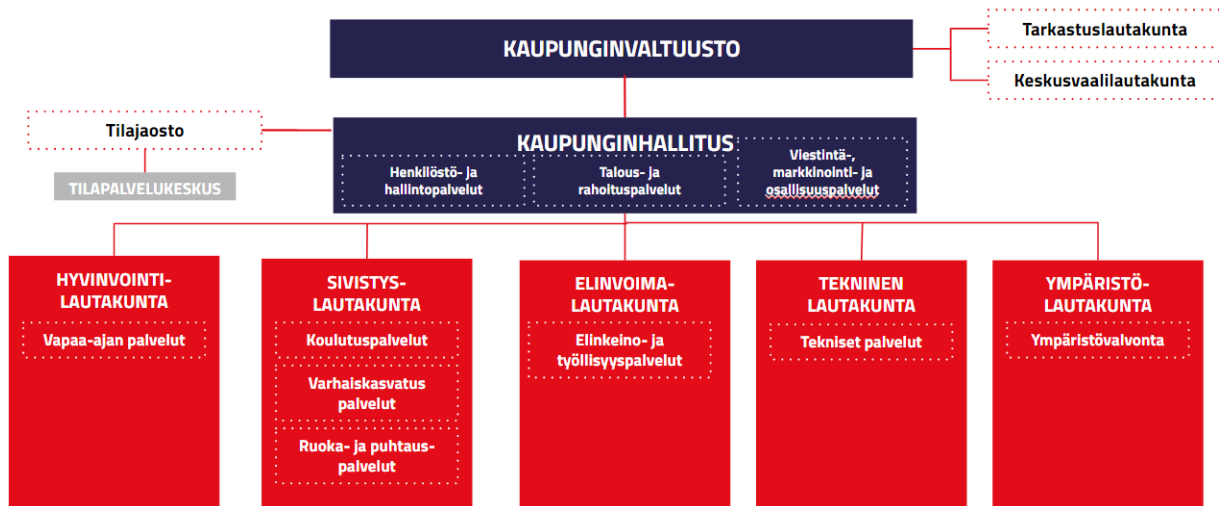 KAUPUNGINVALTUUSTO
Tarkastuslautakunta
Keskusvaalilautakunta
Tilajaosto
TILAPALVELUKESKUS
KAUPUNGINHALLITUS
Henkilöstö- ja
hallintopalvelut
Talous- ja
rahoituspalvelut
Viestintä-,
markkinointi- ja
osallisuuspalvelut
HYVINVOINTI-
LAUTAKUNTA
Vapaa-ajan palvelut
SIVISTYS-
LAUTAKUNTA
Koulutuspalvelut
Varhaiskasvatus
palvelut
Ruoka- ja puhtaus-
palvelut
ELINVOIMA-
LAUTAKUNTA
Elinkeino- ja
työllisyyspalvelut
TEKNINEN
LAUTAKUNTA
Tekniset palvelut
YMPÄRISTÖ-
LAUTAKUNTA
Ympäristövalvonta